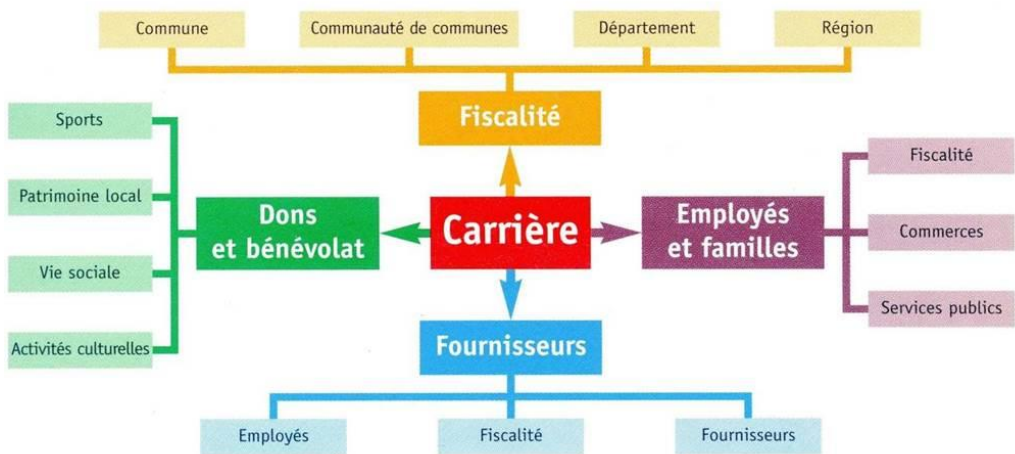 Commune
Communauté de communes
Département
Région
Fiscalité
Sports
Patrimoine local
Vie sociale
Activités culturelles
Dons
et bénévolat
Carrière
Employés
et familles
Fiscalité
Commerces
Services publics
Fournisseurs
Employés
Fiscalité
Fournisseurs